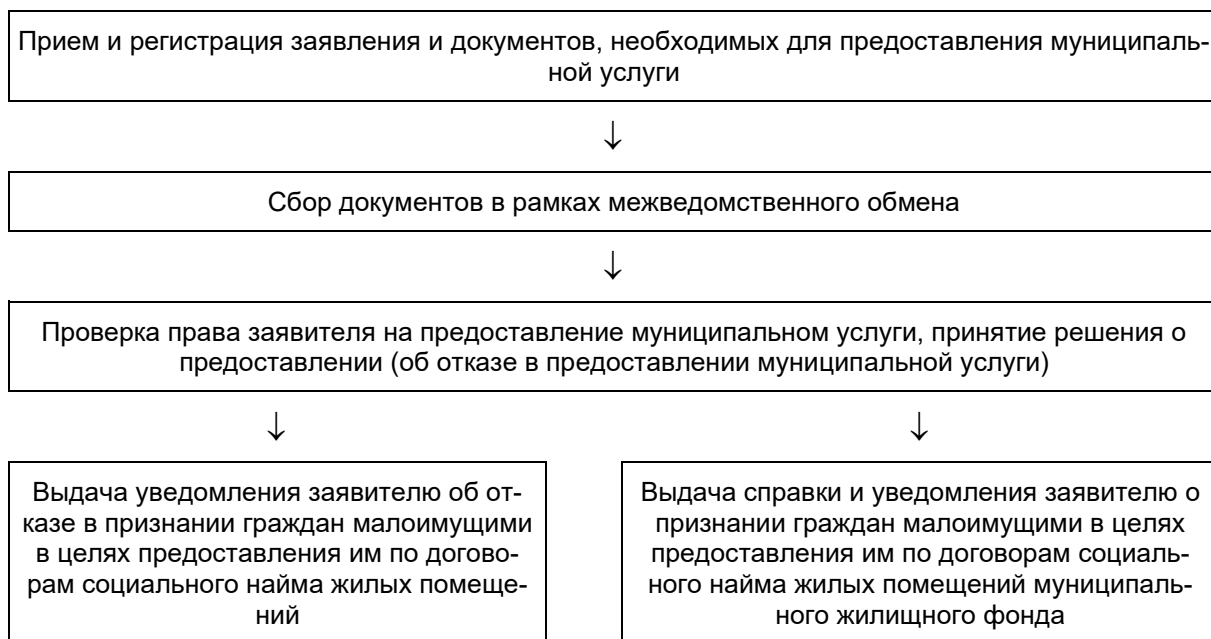 Прием и регистрация заявления и документов, необходимых для предоставления муниципаль-
ной услуги
↓
Сбор документов в рамках межведомственного обмена
↓
Проверка права заявителя на предоставление муниципальном услуги, принятие решения о
предоставлении (об отказе в предоставлении муниципальной услуги)
↓ ↓
Выдача уведомления заявителю об от-
казе в признании граждан малоимущими
в целях предоставления им по догово-
рам социального найма жилых помеще-
ний
Выдача справки и уведомления заявителю о
признании граждан малоимущими в целях
предоставления им по договорам социаль-
ного найма жилых помещений муниципаль-
ного жилищного фонда